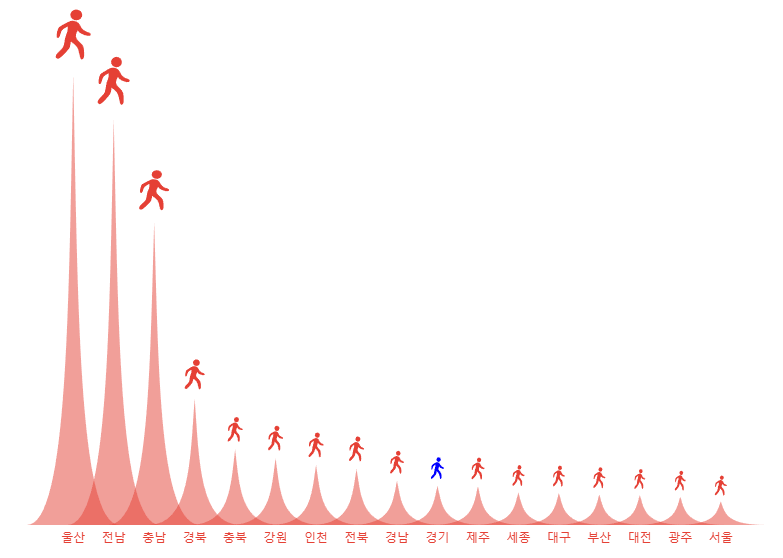 울산 전남 충남 경북 충북 강원 인천 전북 경남 경기 제주 세종 대구 부산 대전 광주 서울